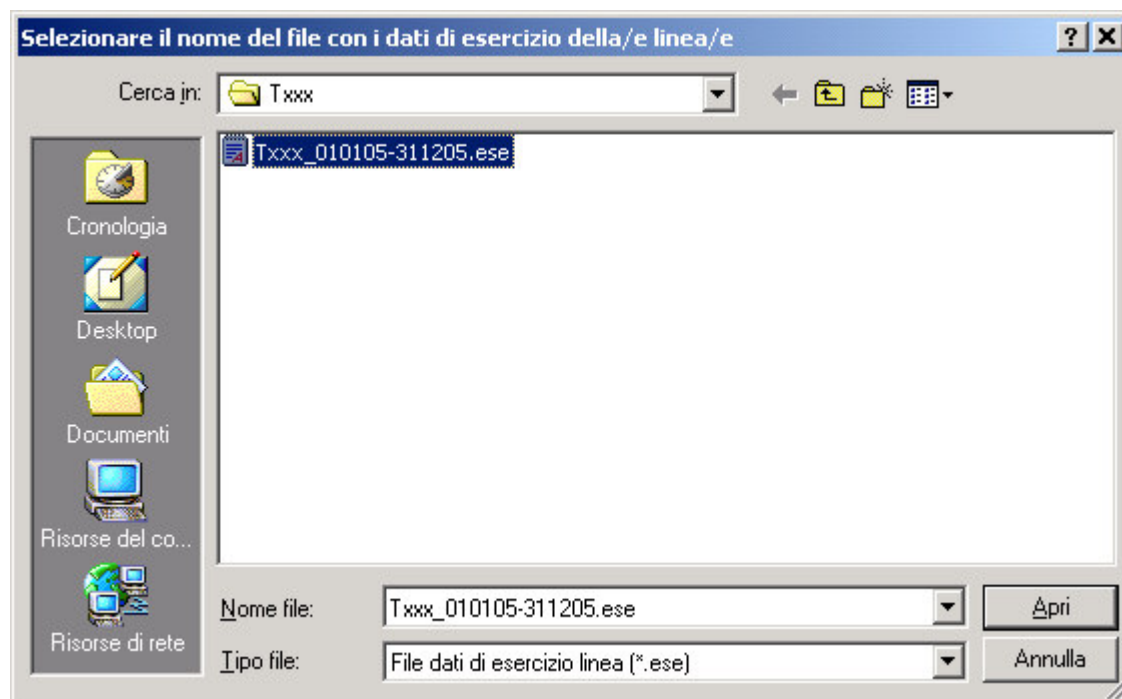 Selezionare il nome del file con i dati di esercizio della/e linea/e
Cerca in:
Txxx
Txxx_010105-311205.ese
Cronologia
Desktop
Documenti
Risorse del co...
Risorse di rete
Nome file:
Txxx_010105-311205.ese
Apri
Tipo file:
File dati di esercizio linea (*.ese)
Annulla